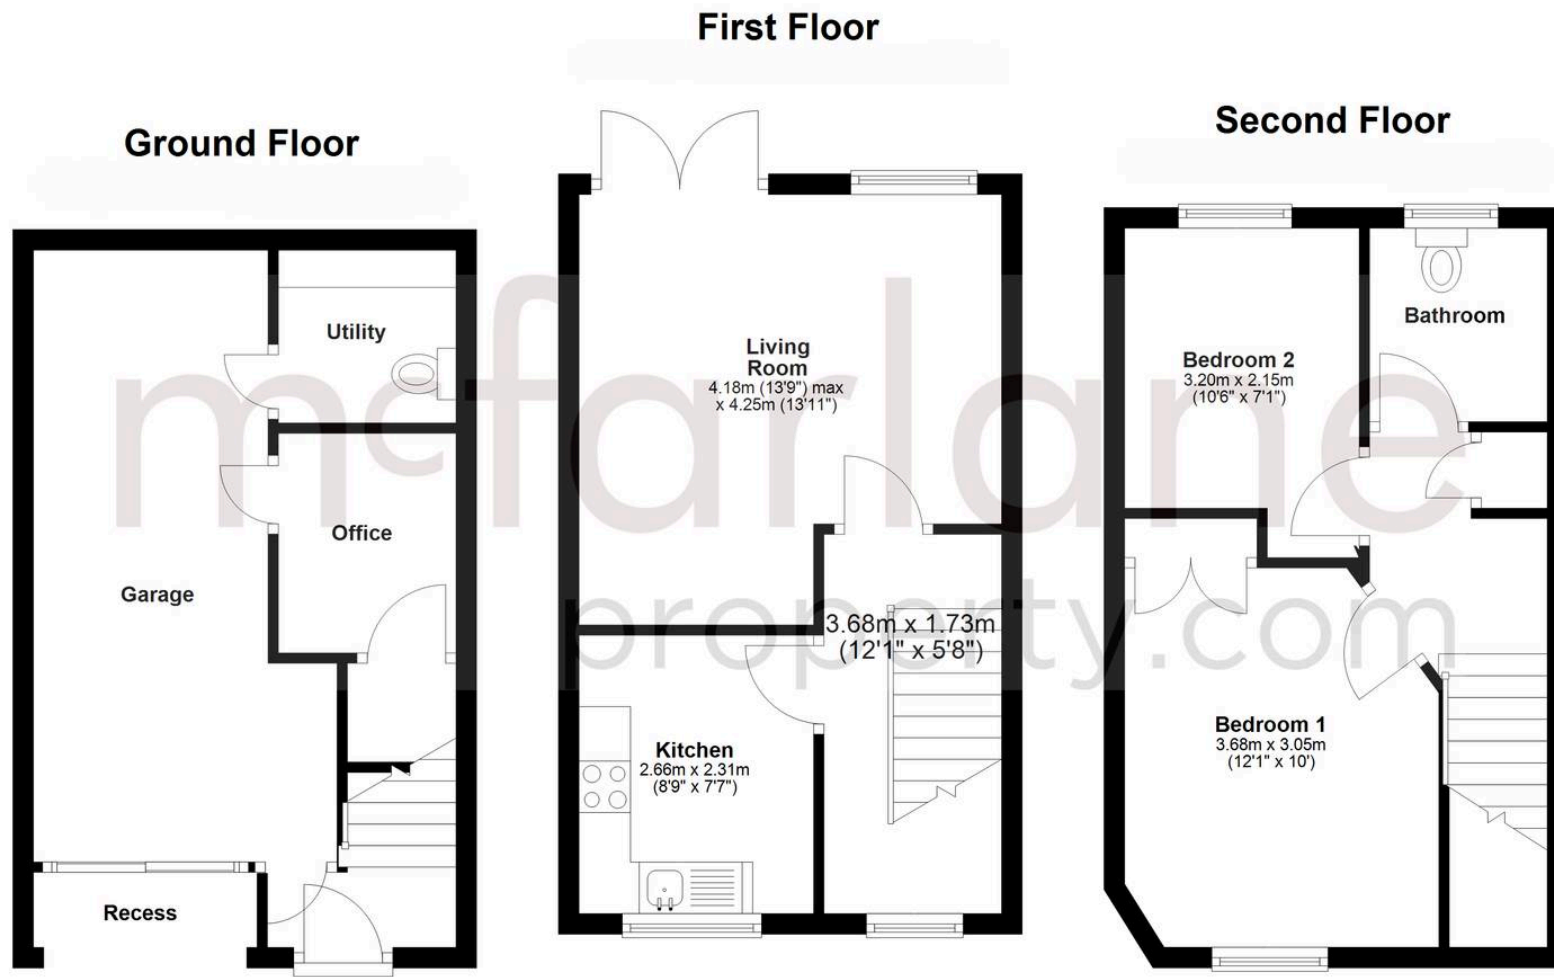 First Floor
Ground Floor
Second Floor
Utility
Office
Garage
Recess
Living
Room
4.18m (13'9") max
x 4.25m (13'11")
3.68m x 1.73m
(12'1" x 5'8")
Kitchen
2.66m x 2.31m
(8'9" x 7'7")
Bathroom
Bedroom 2
3.20m x 2.15m
(10'6" x 7'1")
Bedroom 1
3.68m x 3.05m
(12'1" x 10')
mcfarlane
property.com